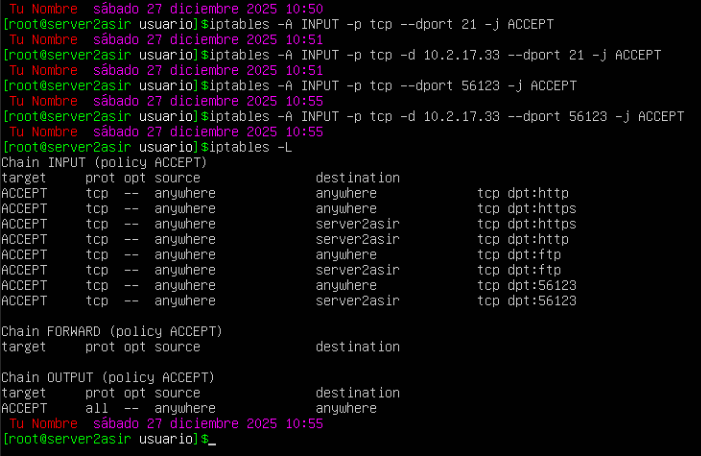 Tu Nombre  sábado 27 diciembre 2025 10:50
[root@server2asir usuario]$iptables -A INPUT -p tcp --dport 21 -j ACCEPT
Tu Nombre  sábado 27 diciembre 2025 10:51
[root@server2asir usuario]$iptables -A INPUT -p tcp -d 10.2.17.33 --dport 21 -j ACCEPT
Tu Nombre  sábado 27 diciembre 2025 10:51
[root@server2asir usuario]$iptables -A INPUT -p tcp --dport 56123 -j ACCEPT
Tu Nombre  sábado 27 diciembre 2025 10:55
[root@server2asir usuario]$iptables -A INPUT -p tcp -d 10.2.17.33 --dport 56123 -j ACCEPT
Tu Nombre  sábado 27 diciembre 2025 10:55
[root@server2asir usuario]$iptables -L
Chain INPUT (policy ACCEPT)
target     prot opt source               destination
ACCEPT     tcp  --  anywhere             anywhere             tcp dpt:http
ACCEPT     tcp  --  anywhere             anywhere             tcp dpt:https
ACCEPT     tcp  --  anywhere             server2asir          tcp dpt:https
ACCEPT     tcp  --  anywhere             server2asir          tcp dpt:http
ACCEPT     tcp  --  anywhere             anywhere             tcp dpt:ftp
ACCEPT     tcp  --  anywhere             server2asir          tcp dpt:ftp
ACCEPT     tcp  --  anywhere             anywhere             tcp dpt:56123
ACCEPT     tcp  --  anywhere             server2asir          tcp dpt:56123

Chain FORWARD (policy ACCEPT)
target     prot opt source               destination

Chain OUTPUT (policy ACCEPT)
target     prot opt source               destination
ACCEPT     all  --  anywhere             anywhere
Tu Nombre  sábado 27 diciembre 2025 10:55
[root@server2asir usuario]$_